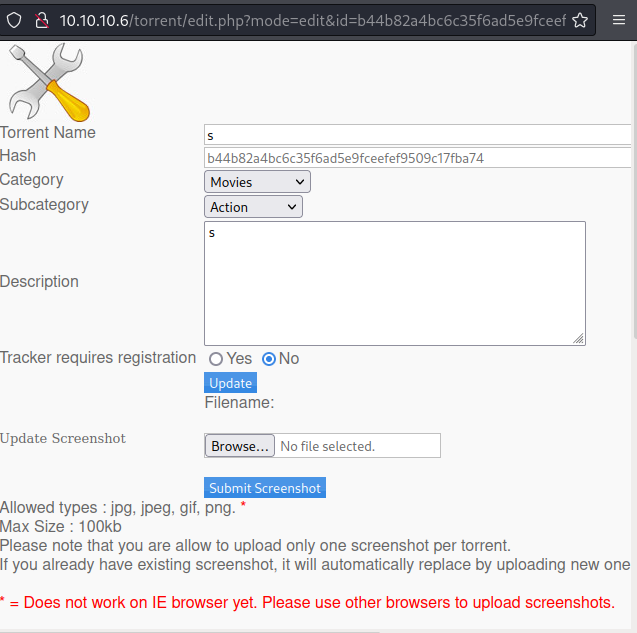 10.10.10.6/torrent/edit.php?mode=edit&id=b44b82a4bc6c35f6ad5e9fceef
Torrent Name s
Hash b44b82a4bc6c35f6ad5e9fceefef9509c17fba74
Category Movies
Subcategory Action
s
Description
Tracker requires registration Yes No
Update
Filename:
Update Screenshot Browse... No file selected.
Submit Screenshot
Allowed types : jpg, jpeg, gif, png. *
Max Size : 100kb
Please note that you are allow to upload only one screenshot per torrent.
If you already have existing screenshot, it will automatically replace by uploading new one
* = Does not work on IE browser yet. Please use other browsers to upload screenshots.